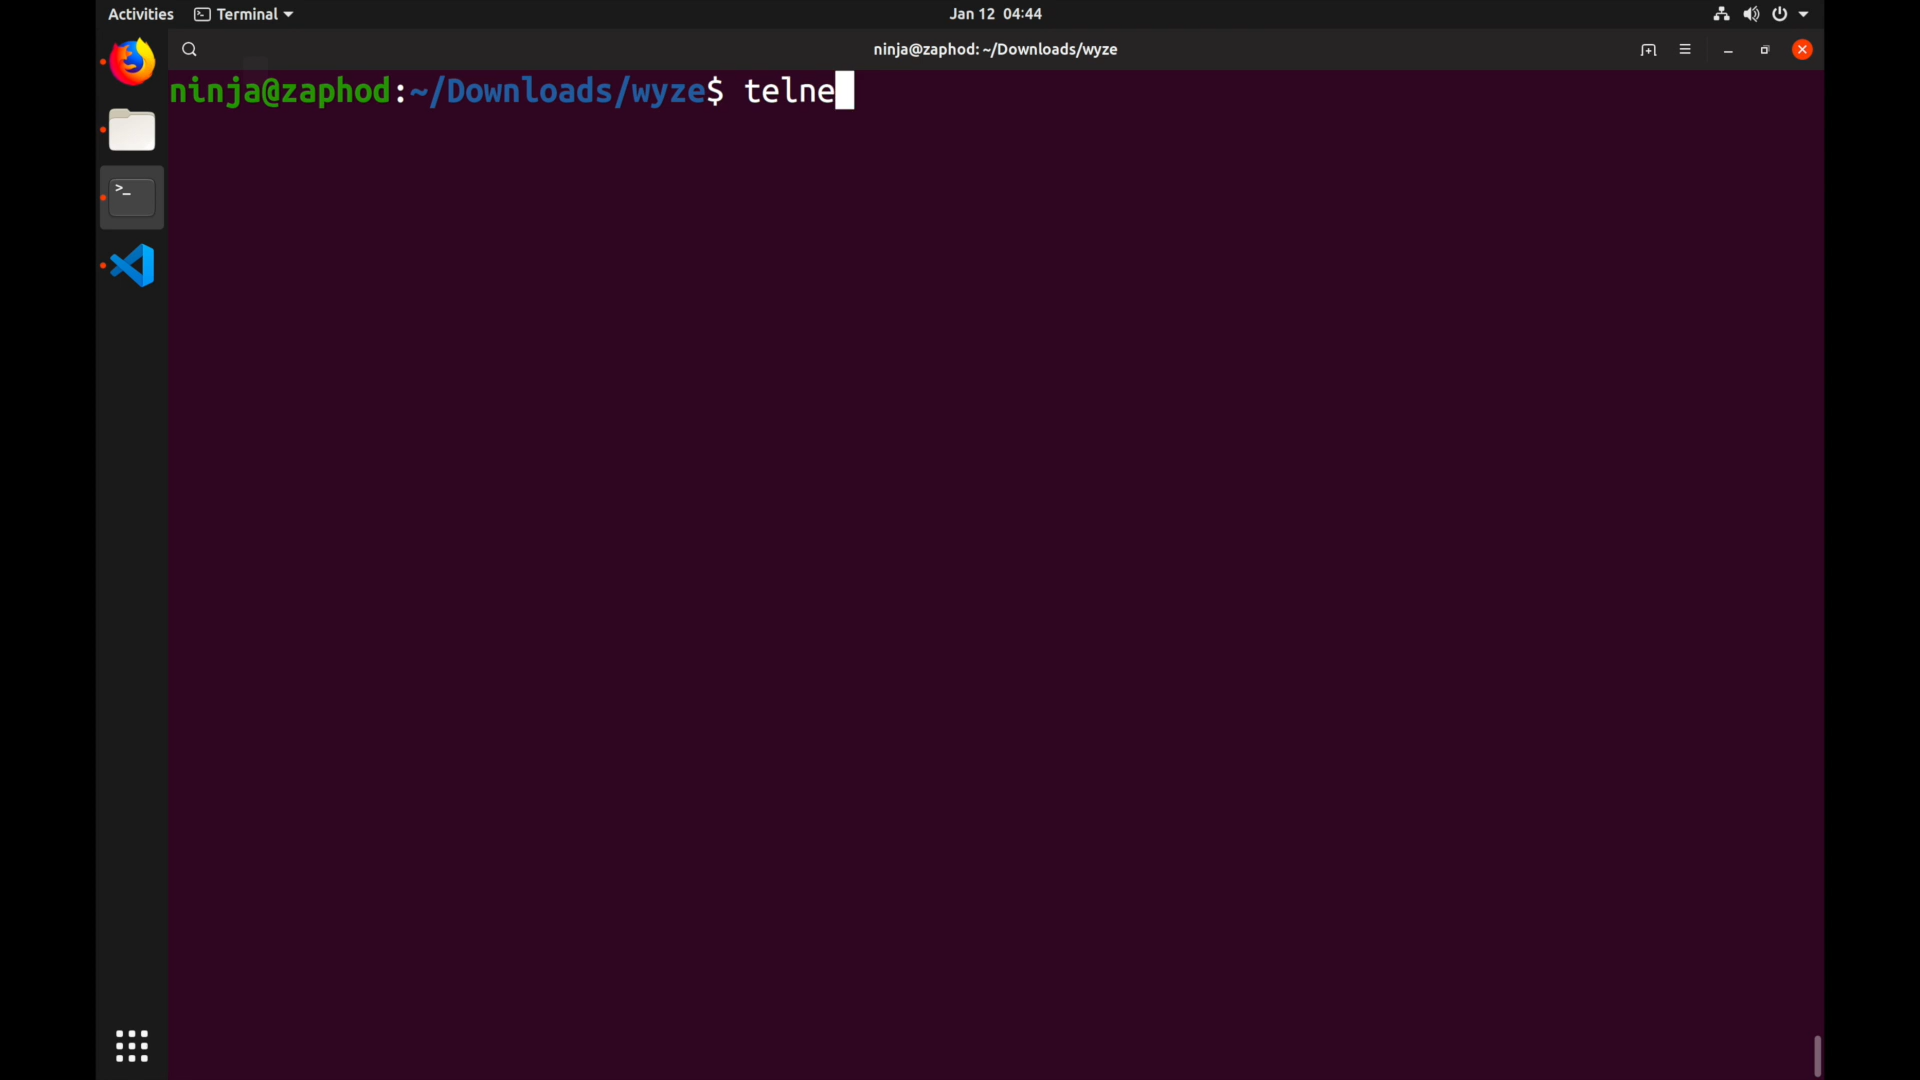 Activities Terminal Jan 12 04:44
ninja@zaphod: ~/Downloads/wyze
ninja@zaphod:~/Downloads/wyze$ telne
>_